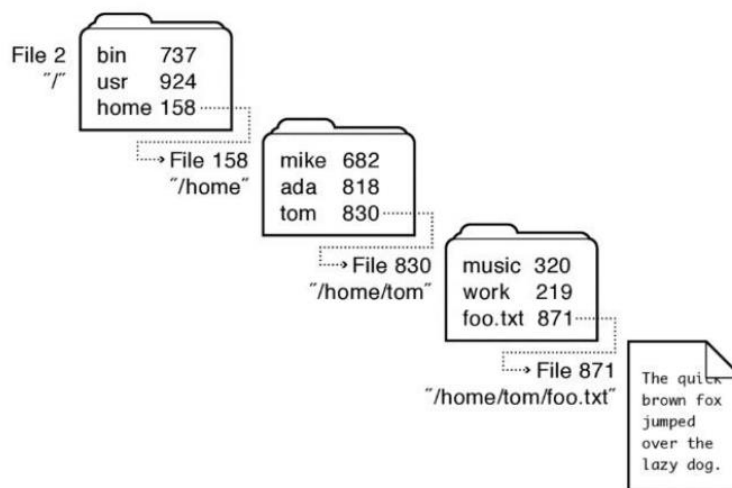 File 2
"/"
bin 737
usr 924
home 158
File 158
"/home"
mike 682
ada 818
tom 830
File 830
"/home/tom"
music 320
work 219
foo.txt 871
File 871
"/home/tom/foo.txt"
The quick
brown fox
jumped
over the
lazy dog.